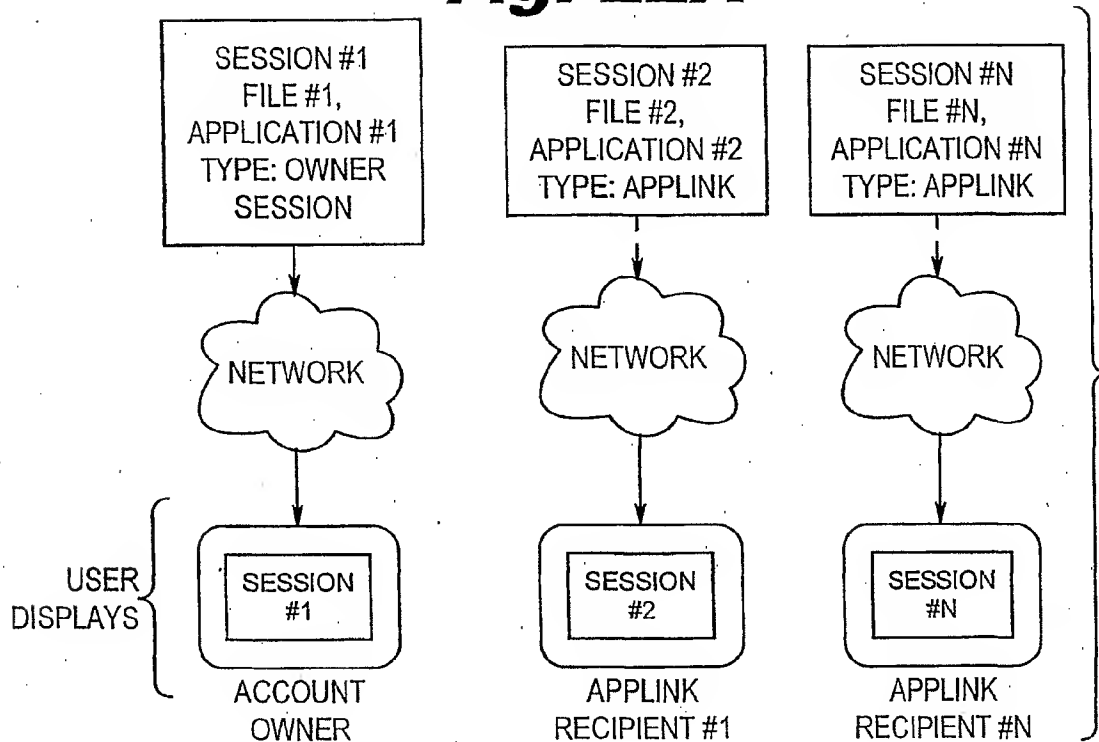 SESSION #1
FILE #1,
APPLICATION #1
TYPE: OWNER
SESSION
SESSION #2
FILE #2,
APPLICATION #2
TYPE: APPLINK
SESSION #N
FILE #N,
APPLICATION #N
TYPE: APPLINK
NETWORK
NETWORK
NETWORK
USER
DISPLAYS
SESSION
#1
SESSION
#2
SESSION
#N
ACCOUNT
OWNER
APPLINK
RECIPIENT #1
APPLINK
RECIPIENT #N